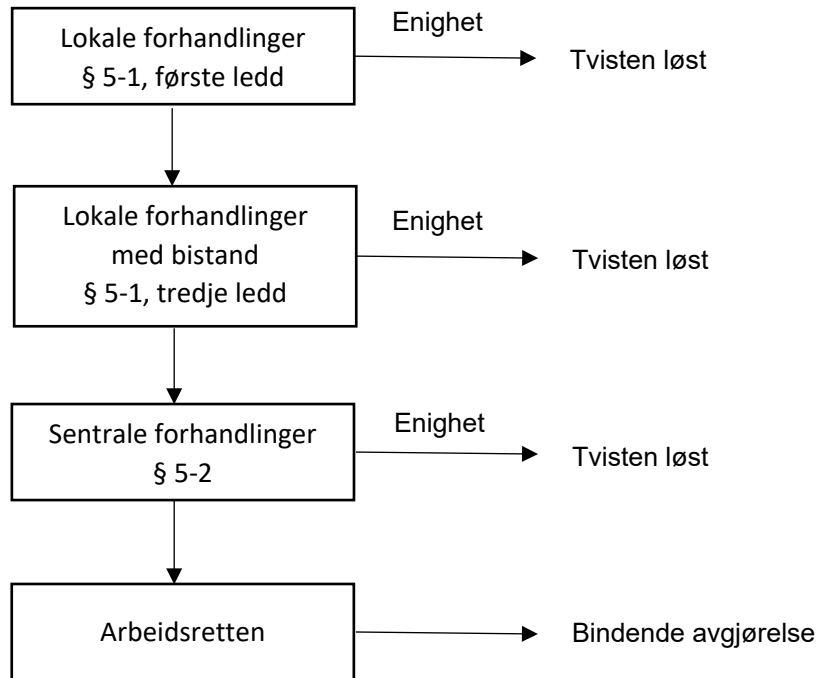 Lokale forhandlinger
§ 5-1, første ledd
Enighet
Tvisten løst
Lokale forhandlinger
med bistand
§ 5-1, tredje ledd
Enighet
Tvisten løst
Sentrale forhandlinger
§ 5-2
Enighet
Tvisten løst
Arbeidsretten
Bindende avgjørelse